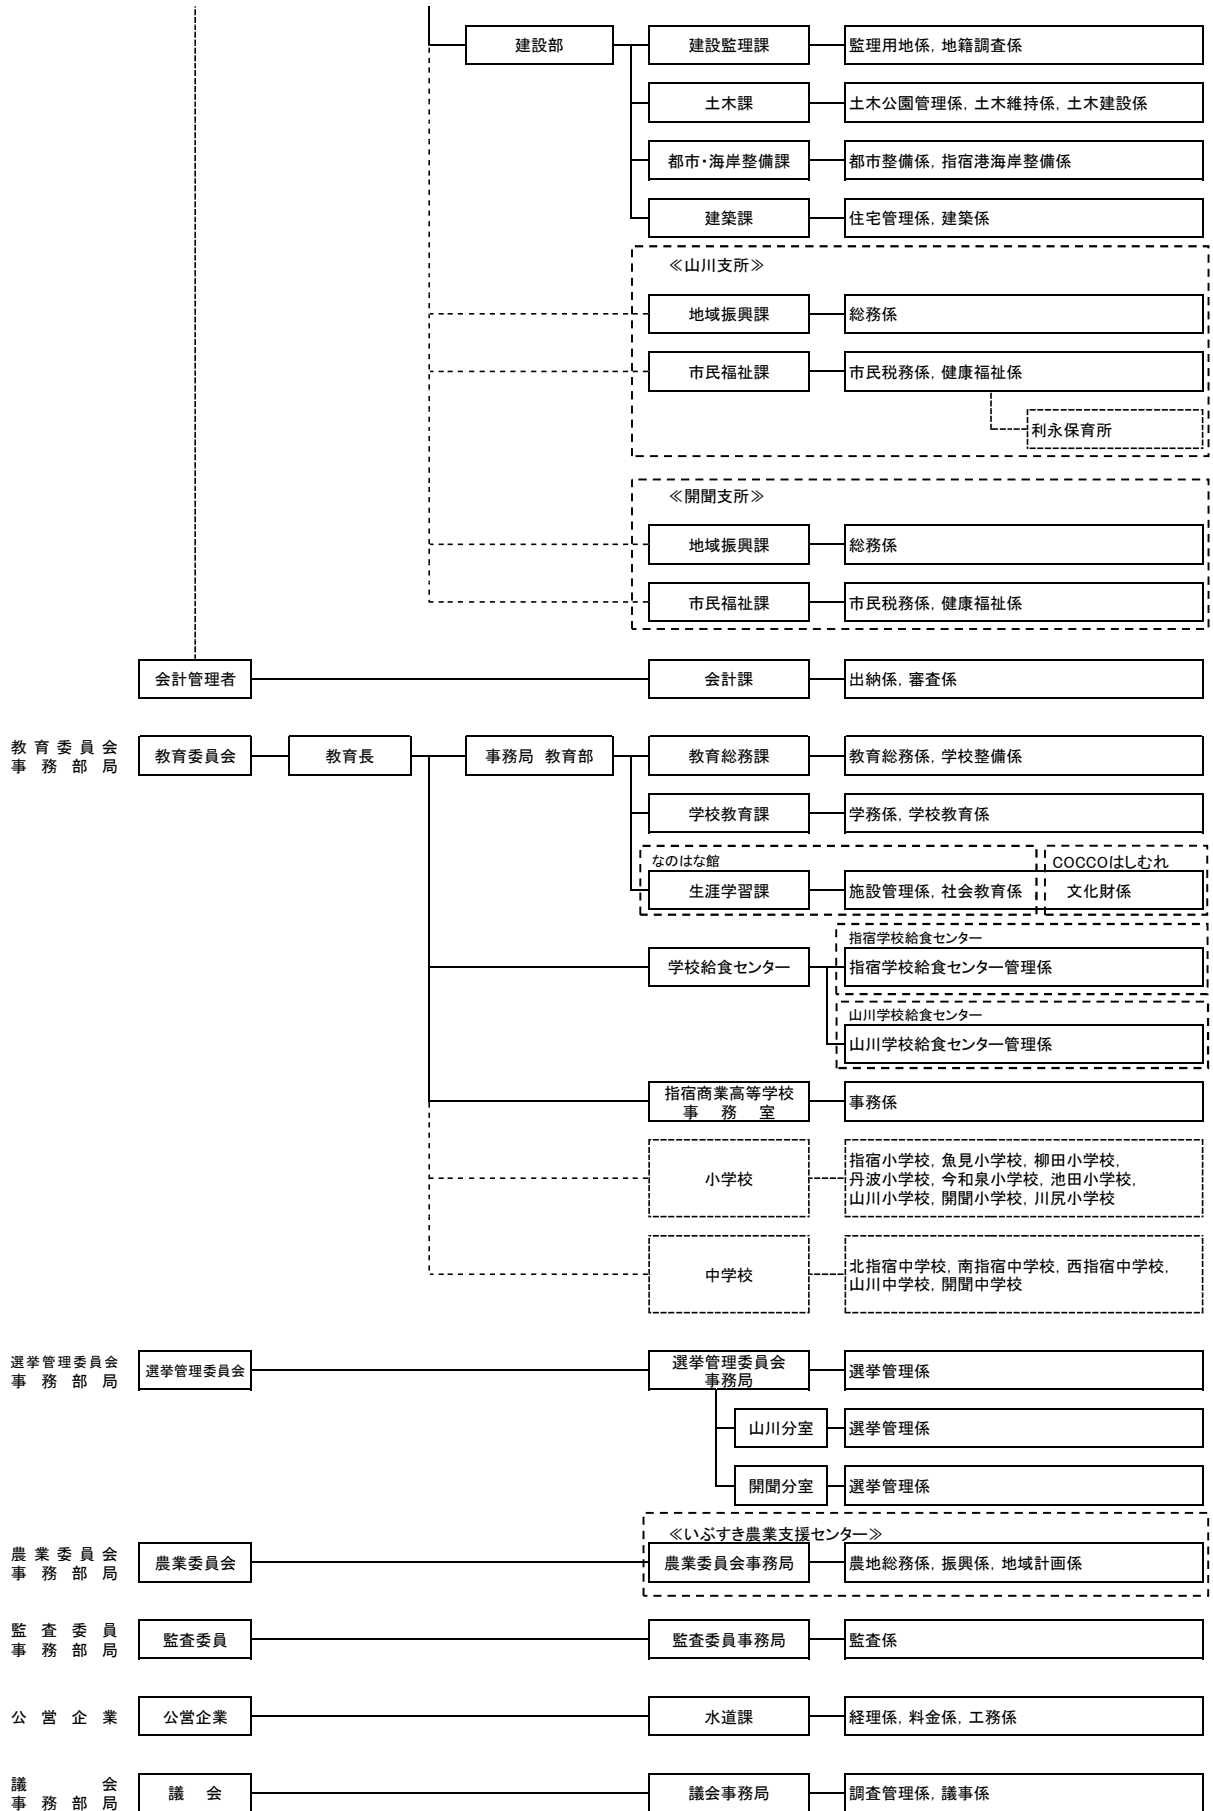 建設部
建設監理課
監理用地係，地籍調査係
土木課
土木公園管理係，土木維持係，土木建設係
都市・海岸整備課
都市整備係，指宿港海岸整備係
建築課
住宅管理係，建築係
≪山川支所≫
地域振興課
総務係
市民福祉課
市民税務係，健康福祉係
利永保育所
≪開聞支所≫
地域振興課
総務係
市民福祉課
市民税務係，健康福祉係
会計管理者
会計課
出納係，審査係
教育委員会
事務部局
教育委員会
教育長
事務局 教育部
教育総務課
教育総務係，学校整備係
学校教育課
学務係，学校教育係
なのはな館
COCCOはしむれ
生涯学習課
施設管理係，社会教育係
文化財係
指宿学校給食センター
学校給食センター
指宿学校給食センター管理係
山川学校給食センター
山川学校給食センター管理係
指宿商業高等学校
事 務 室
事務係
小学校
指宿小学校，魚見小学校，柳田小学校，
丹波小学校，今和泉小学校，池田小学校，
山川小学校，開聞小学校，川尻小学校
中学校
北指宿中学校，南指宿中学校，西指宿中学校，
山川中学校，開聞中学校
選挙管理委員会
事務部局
選挙管理委員会
選挙管理委員会
事務局
選挙管理係
山川分室
選挙管理係
開聞分室
選挙管理係
≪いぶすき農業支援センター≫
農業委員会
事務部局
農業委員会
農業委員会事務局
農地総務係，振興係，地域計画係
監査委員
事務部局
監査委員
監査委員事務局
監査係
公営企業
公営企業
水道課
経理係，料金係，工務係
議 会
事務部局
議 会
議会事務局
調査管理係，議事係